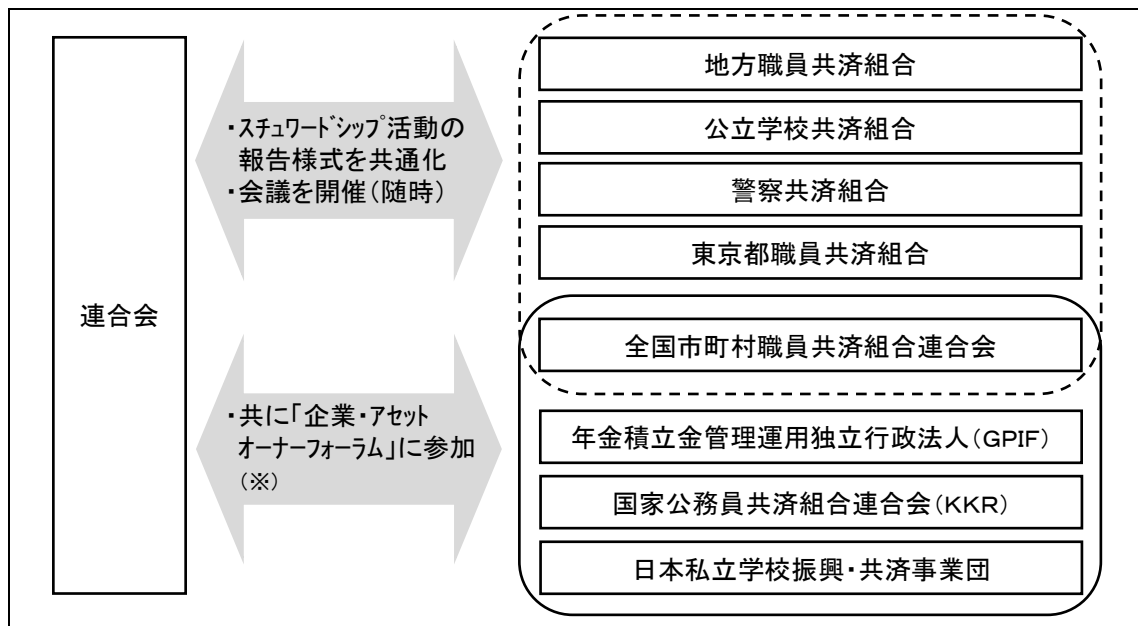 連合会
・スチュワードシップ活動の
報告様式を共通化
・会議を開催(随時)
・共に「企業・アセット
オーナーフォーラム」に参加
(※)
地方職員共済組合
公立学校共済組合
警察共済組合
東京都職員共済組合
全国市町村職員共済組合連合会
年金積立金管理運用独立行政法人(GPIF)
国家公務員共済組合連合会(KKR)
日本私立学校振興・共済事業団